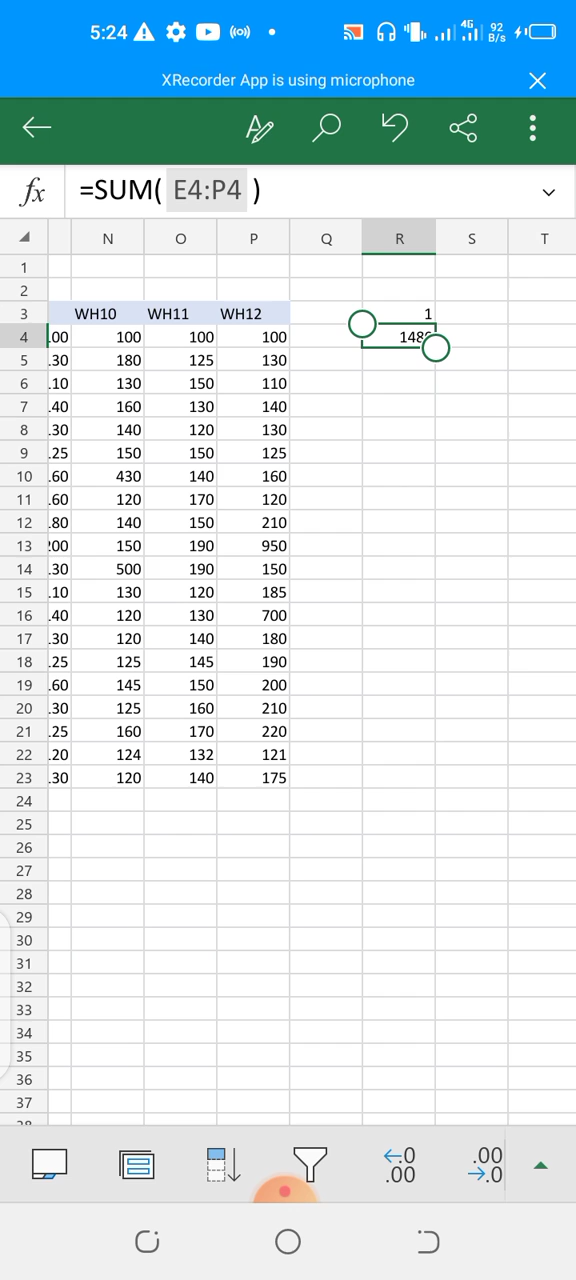 5:24 4G 92 B/s
XRecorder App is using microphone
fx =SUM( E4:P4 )
N O P Q R S T
1
2
3 WH10 WH11 WH12 1
4 .00 100 100 100
5 .30 180 125 130
6 .10 130 150 110
7 .40 160 130 140
8 .30 140 120 130
9 .25 150 150 125
10 .60 430 140 160
11 .60 120 170 120
12 .80 140 150 210
13 200 150 190 950
14 .30 500 190 150
15 .10 130 120 185
16 .40 120 130 700
17 .30 120 140 180
18 .25 125 145 190
19 .60 145 150 200
20 .30 125 160 210
21 .25 160 170 220
22 .20 124 132 121
23 .30 120 140 175
24
25
26
27
28
29
30
31
32
33
34
35
36
37
←.0 .00
.00 →.0